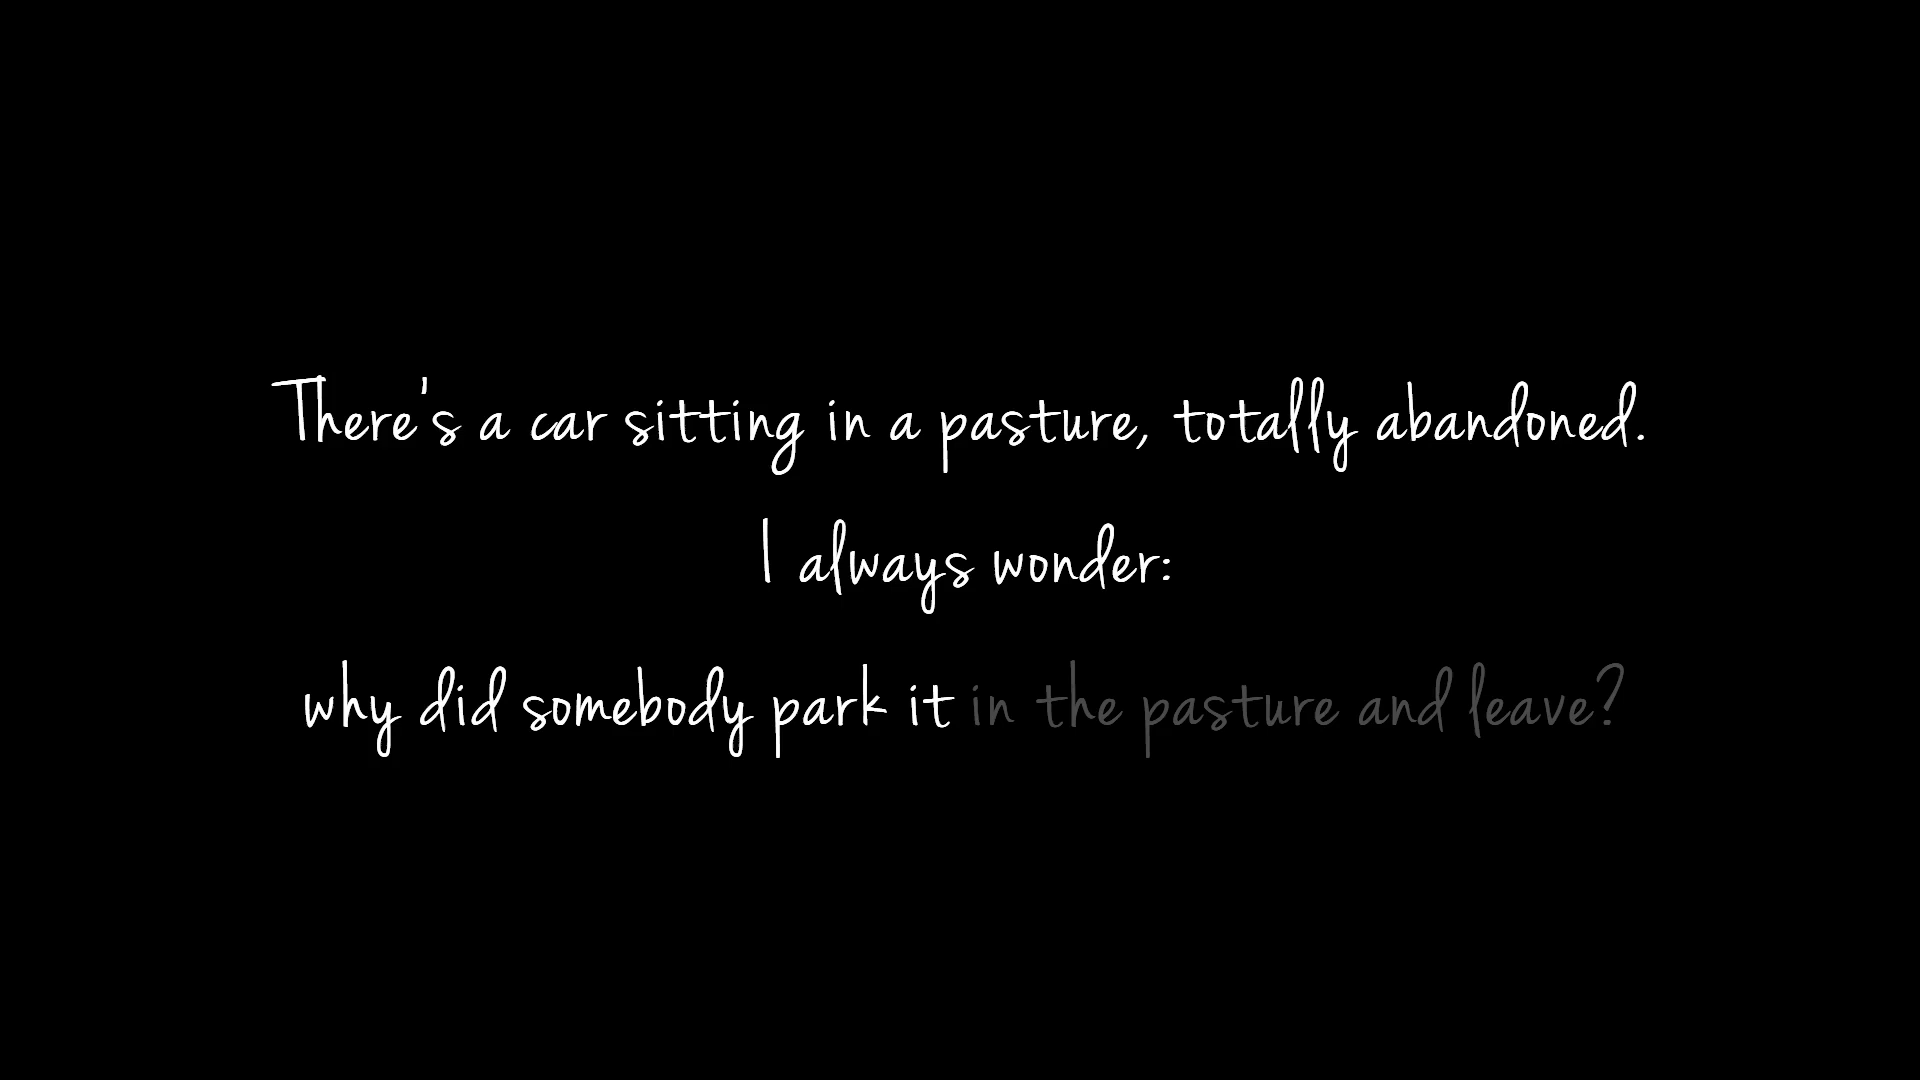 There's a car sitting in a pasture, totally abandoned.
I always wonder:
why did somebody park it in the pasture and leave?